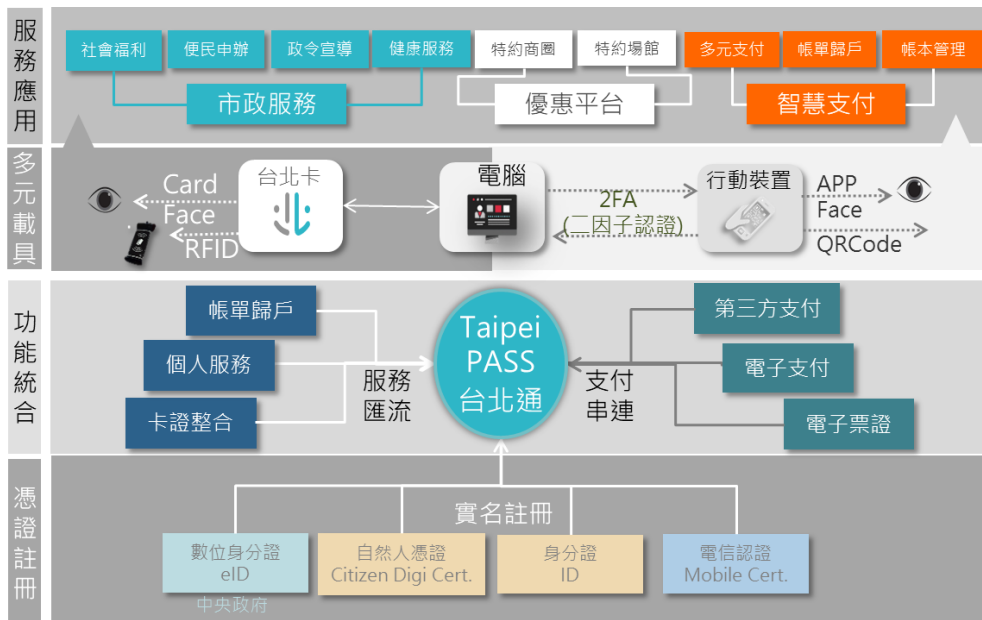 服務應用
社會福利
便民申辦
政令宣導
健康服務
特約商圈
特約場館
多元支付
帳單歸戶
帳本管理
市政服務
優惠平台
智慧支付
多元載具
Card
Face
RFID
台北卡
電腦
2FA
(二因子認證)
行動裝置
APP
Face
QRCode
功能統合
帳單歸戶
個人服務
卡證整合
服務
匯流
Taipei
PASS
台北通
支付
串連
第三方支付
電子支付
電子票證
憑證註冊
實名註冊
數位身分證
eID
中央政府
自然人憑證
Citizen Digi Cert.
身分證
ID
電信認證
Mobile Cert.